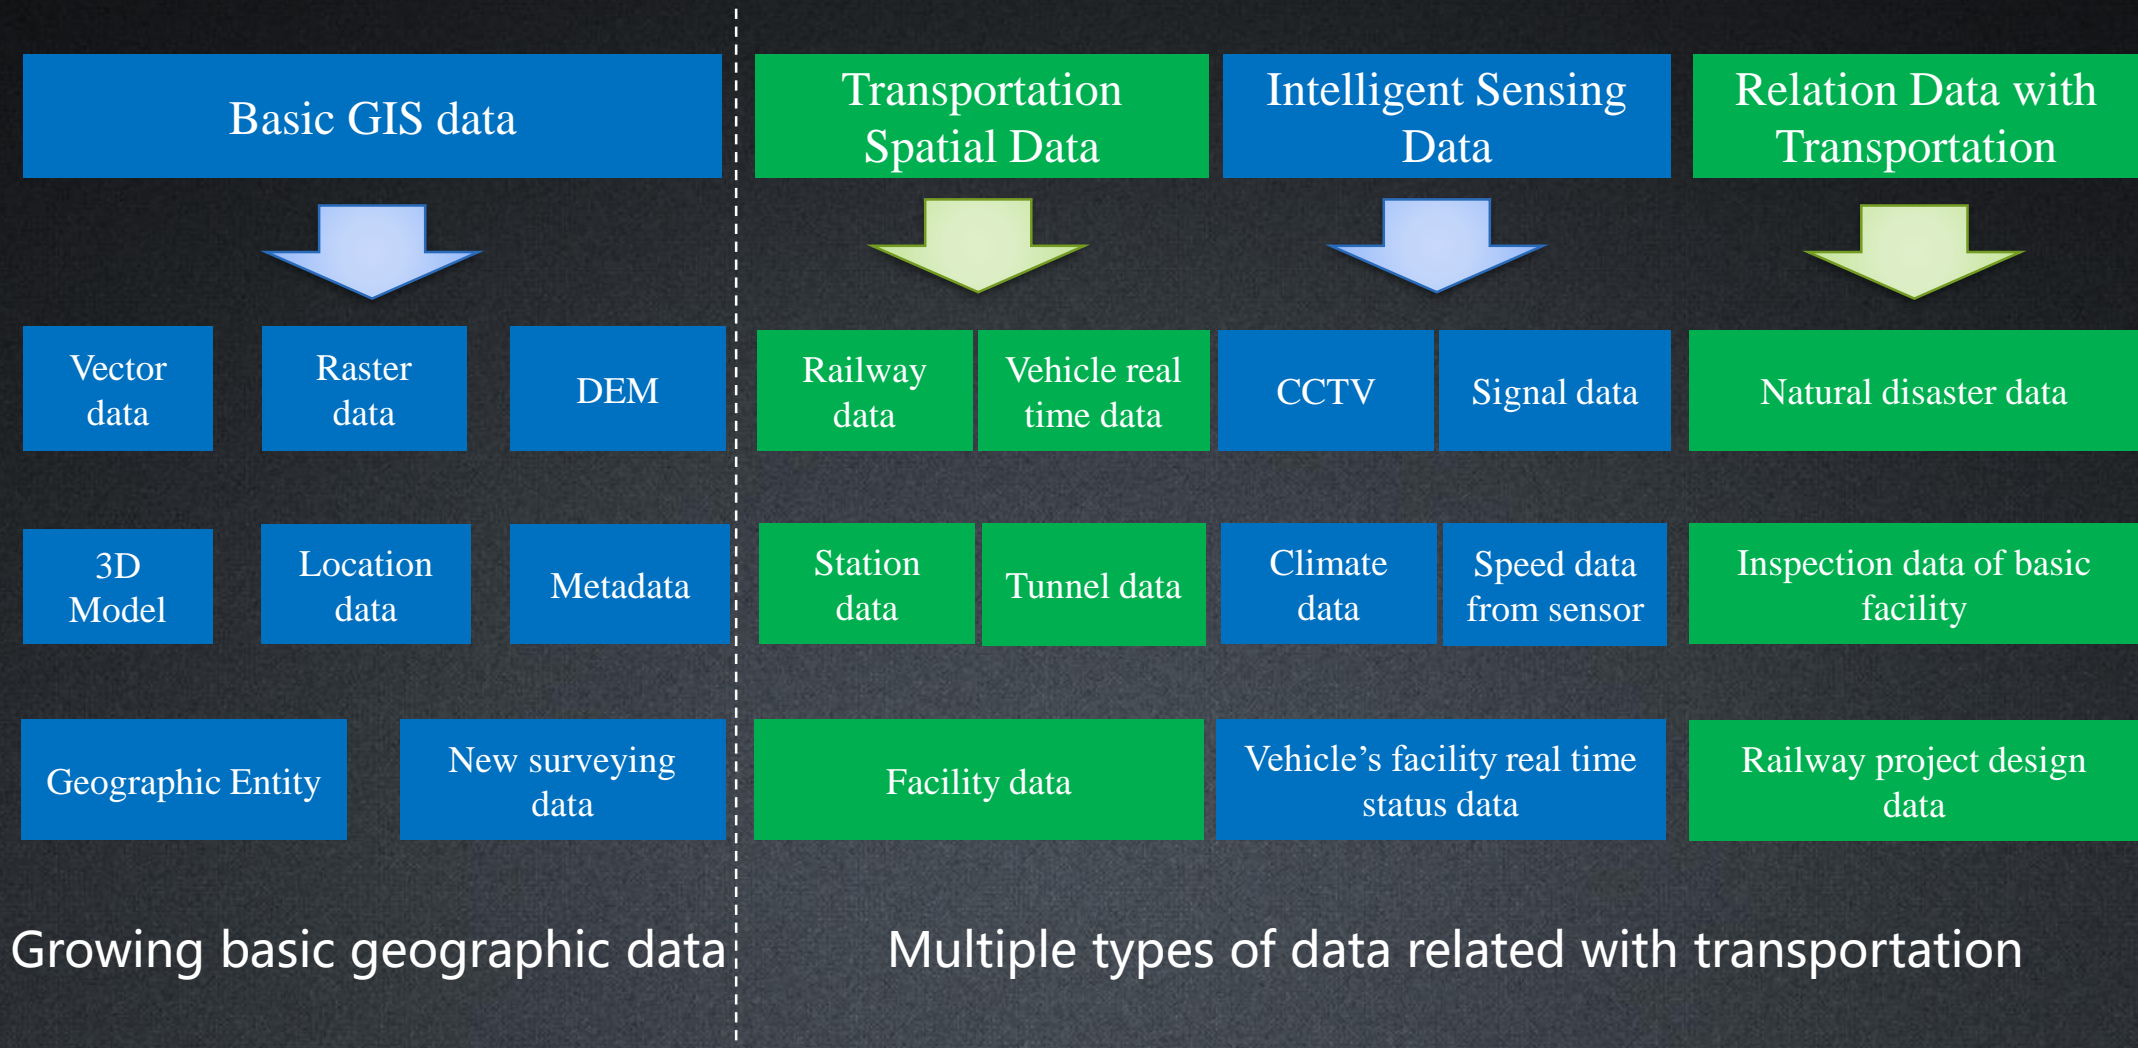 Basic GIS data
Transportation
Spatial Data
Intelligent Sensing
Data
Relation Data with
Transportation
Vector
data
Raster
data
DEM
Railway
data
Vehicle real
time data
CCTV
Signal data
Natural disaster data
3D
Model
Location
data
Metadata
Station
data
Tunnel data
Climate
data
Speed data
from sensor
Inspection data of basic
facility
Geographic Entity
New surveying
data
Facility data
Vehicle’s facility real time
status data
Railway project design
data
Growing basic geographic data
Multiple types of data related with transportation